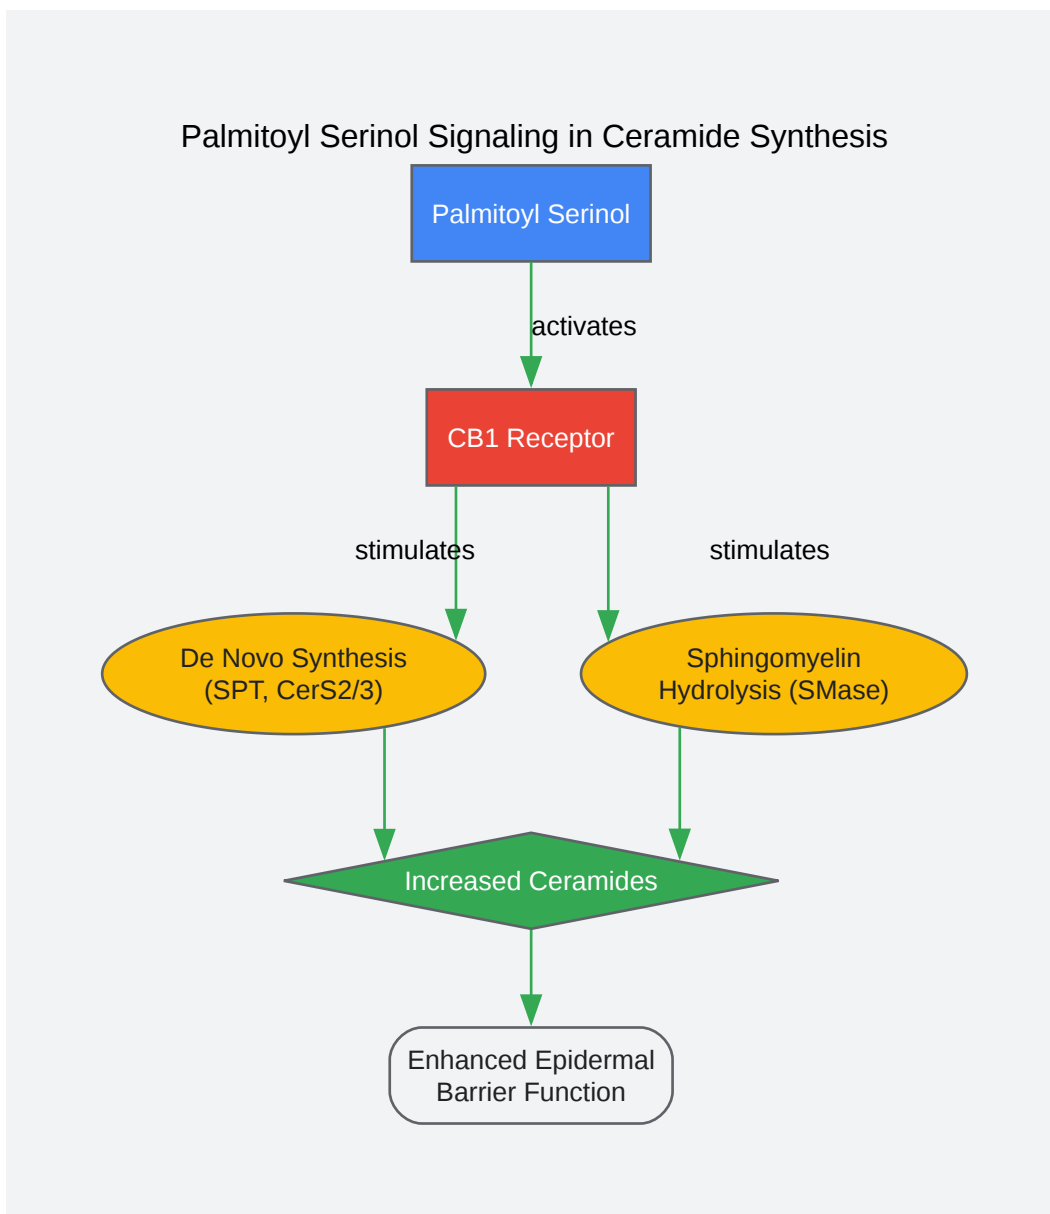 Palmitoyl Serinol Signaling in Ceramide Synthesis
Palmitoyl Serinol
activates
CB1 Receptor
stimulates
stimulates
De Novo Synthesis
(SPT, CerS2/3)
Sphingomyelin
Hydrolysis (SMase)
Increased Ceramides
Enhanced Epidermal
Barrier Function